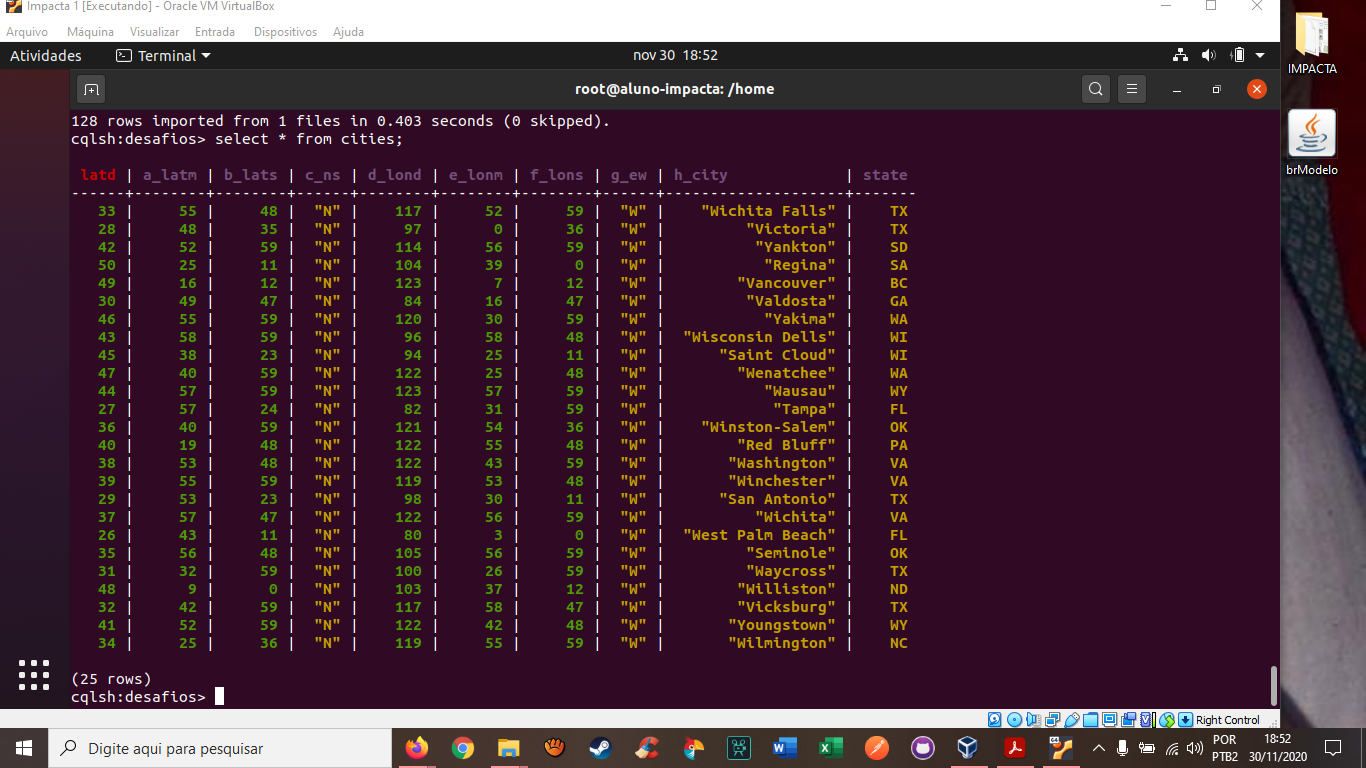 Impacta 1 [Executando] - Oracle VM VirtualBox
Arquivo Máquina Visualizar Entrada Dispositivos Ajuda
Atividades Terminal nov 30 18:52
root@aluno-impacta: /home
128 rows imported from 1 files in 0.403 seconds (0 skipped).
cqlsh:desafios> select * from cities;
latd | a_latm | b_lats | c_ns | d_lond | e_lonm | f_lons | g_ew | h_city | state
------+--------+--------+------+--------+--------+--------+------+--------------------+-------
33 | 55 | 48 | "N" | 117 | 52 | 59 | "W" | "Wichita Falls" | TX
28 | 48 | 35 | "N" | 97 | 0 | 36 | "W" | "Victoria" | TX
42 | 52 | 59 | "N" | 114 | 56 | 59 | "W" | "Yankton" | SD
50 | 25 | 11 | "N" | 104 | 39 | 0 | "W" | "Regina" | SA
49 | 16 | 12 | "N" | 123 | 7 | 12 | "W" | "Vancouver" | BC
30 | 49 | 47 | "N" | 84 | 16 | 47 | "W" | "Valdosta" | GA
46 | 55 | 59 | "N" | 120 | 30 | 59 | "W" | "Yakima" | WA
43 | 58 | 59 | "N" | 96 | 58 | 48 | "W" | "Wisconsin Dells" | WI
45 | 38 | 23 | "N" | 94 | 25 | 11 | "W" | "Saint Cloud" | WI
47 | 40 | 59 | "N" | 122 | 25 | 48 | "W" | "Wenatchee" | WA
44 | 57 | 59 | "N" | 123 | 57 | 59 | "W" | "Wausau" | WY
27 | 57 | 24 | "N" | 82 | 31 | 59 | "W" | "Tampa" | FL
36 | 40 | 59 | "N" | 121 | 54 | 36 | "W" | "Winston-Salem" | OK
40 | 19 | 48 | "N" | 122 | 55 | 48 | "W" | "Red Bluff" | PA
38 | 53 | 48 | "N" | 122 | 43 | 59 | "W" | "Washington" | VA
39 | 55 | 59 | "N" | 119 | 53 | 48 | "W" | "Winchester" | VA
29 | 53 | 23 | "N" | 98 | 30 | 11 | "W" | "San Antonio" | TX
37 | 57 | 47 | "N" | 122 | 56 | 59 | "W" | "Wichita" | VA
26 | 43 | 11 | "N" | 80 | 3 | 0 | "W" | "West Palm Beach" | FL
35 | 56 | 48 | "N" | 105 | 56 | 59 | "W" | "Seminole" | OK
31 | 32 | 59 | "N" | 100 | 26 | 59 | "W" | "Waycross" | TX
48 | 9 | 0 | "N" | 103 | 37 | 12 | "W" | "Williston" | ND
32 | 42 | 59 | "N" | 117 | 58 | 47 | "W" | "Vicksburg" | TX
41 | 52 | 59 | "N" | 122 | 42 | 48 | "W" | "Youngstown" | WY
34 | 25 | 36 | "N" | 119 | 55 | 59 | "W" | "Wilmington" | NC
(25 rows)
cqlsh:desafios>
Right Control
IMPACTA
brModelo
Digite aqui para pesquisar
POR 18:52
PTB2 30/11/2020